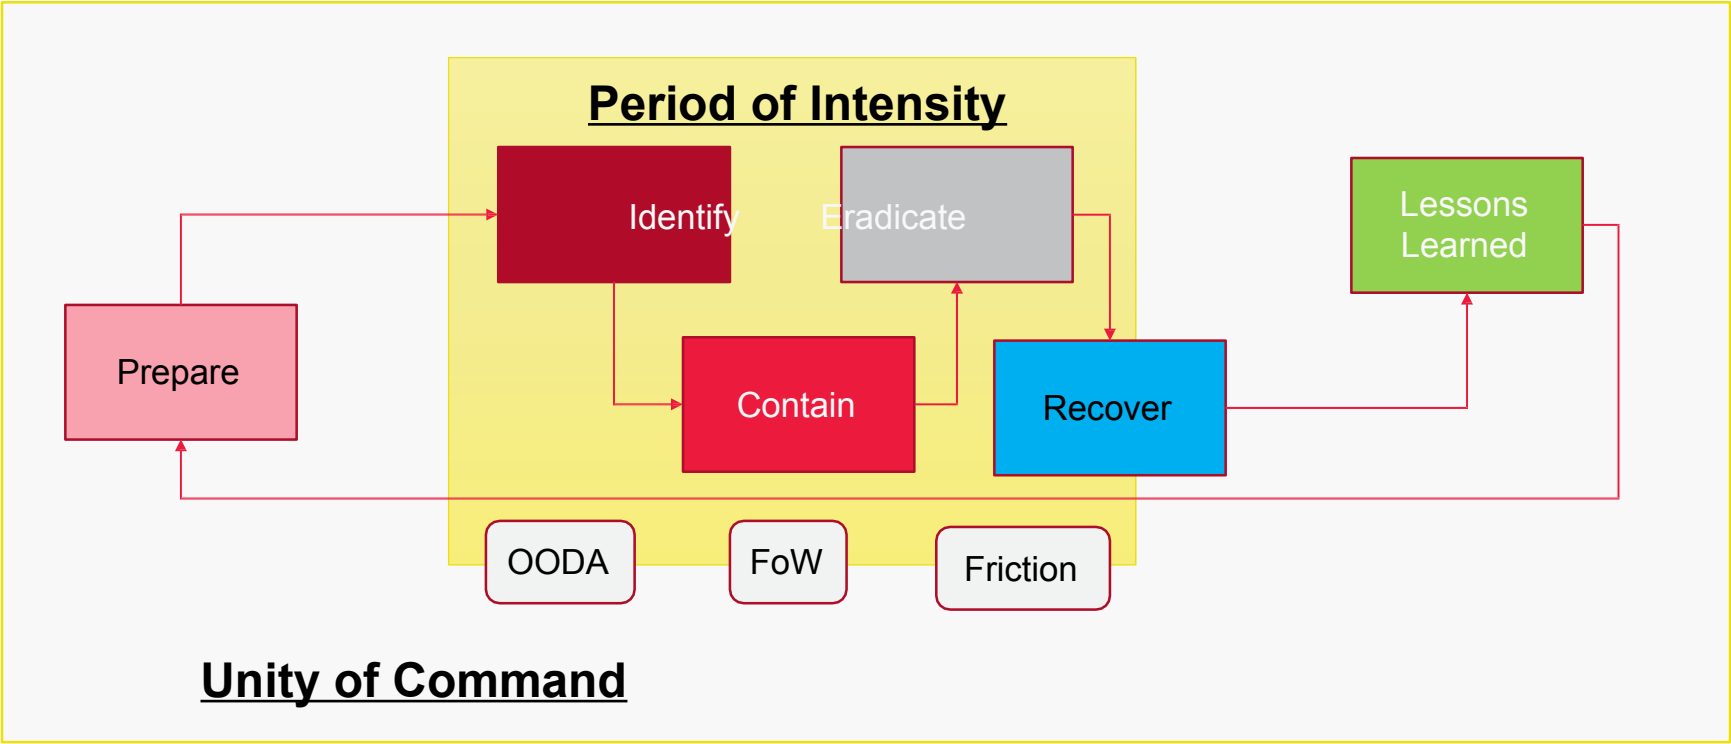 Period of Intensity
Identify
Eradicate
Lessons
Learned
Prepare
Contain
Recover
OODA
FoW
Friction
Unity of Command